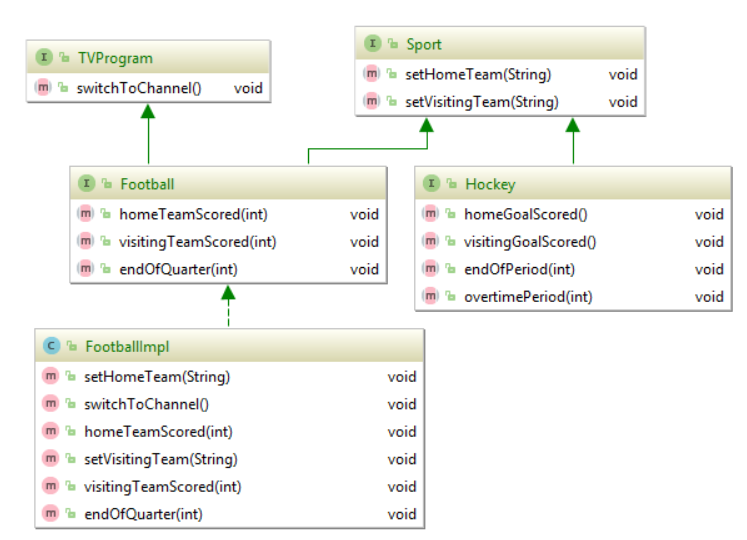 I TVProgram
m switchToChannel() void
I Sport
m setHomeTeam(String) void
m setVisitingTeam(String) void
I Football
m homeTeamScored(int) void
m visitingTeamScored(int) void
m endOfQuarter(int) void
I Hockey
m homeGoalScored() void
m visitingGoalScored() void
m endOfPeriod(int) void
m overtimePeriod(int) void
C FootballImpl
m setHomeTeam(String) void
m switchToChannel() void
m homeTeamScored(int) void
m setVisitingTeam(String) void
m visitingTeamScored(int) void
m endOfQuarter(int) void